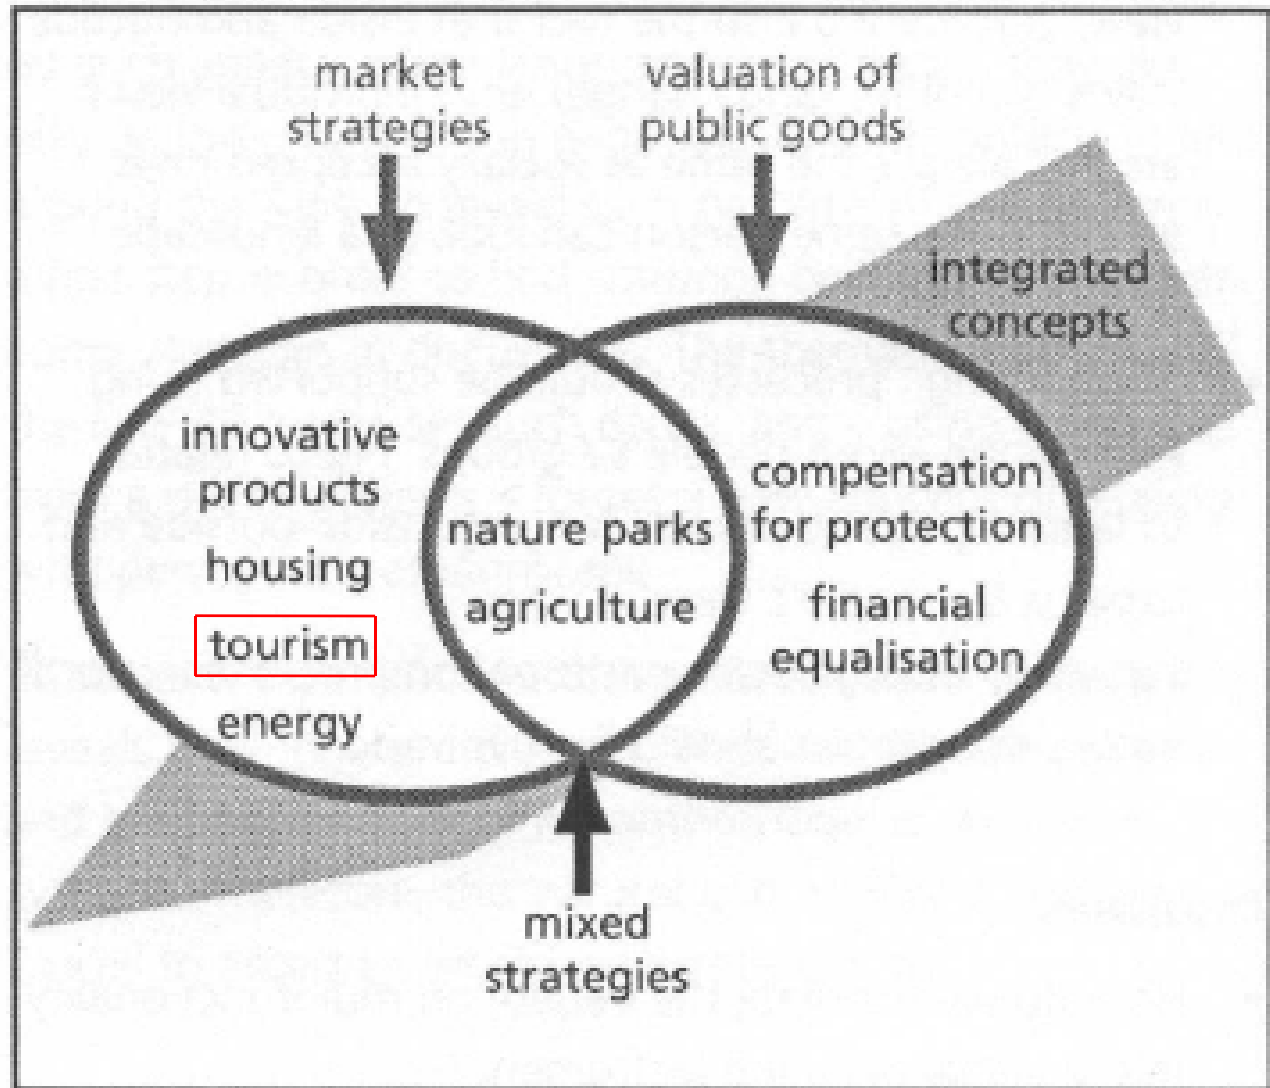 market
strategies
valuation of
public goods
integrated
concepts
innovative
products
housing
tourism
energy
nature parks
agriculture
compensation
for protection
financial
equalisation
mixed
strategies